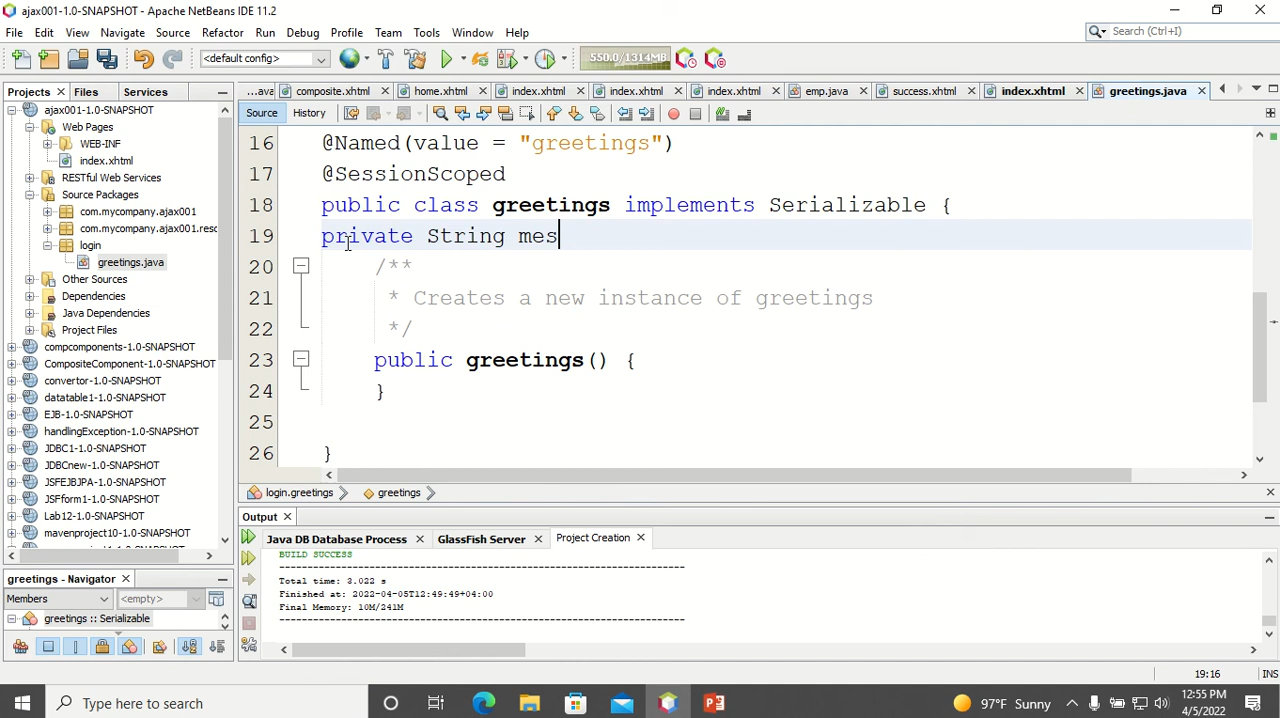 ajax001-1.0-SNAPSHOT - Apache NetBeans IDE 11.2
File Edit View Navigate Source Refactor Run Debug Profile Team Tools Window Help
Search (Ctrl+I)
<default config>
550.0/1314MB
Projects Files Services
...ava composite.xhtml home.xhtml index.xhtml index.xhtml index.xhtml emp.java success.xhtml index.xhtml greetings.java
Source History
ajax001-1.0-SNAPSHOT
Web Pages
WEB-INF
index.xhtml
RESTful Web Services
Source Packages
com.mycompany.ajax001
com.mycompany.ajax001.reso
login
greetings.java
Other Sources
Dependencies
Java Dependencies
Project Files
compcomponents-1.0-SNAPSHOT
CompositeComponent-1.0-SNAPSHOT
convertor-1.0-SNAPSHOT
datatable1-1.0-SNAPSHOT
EJB-1.0-SNAPSHOT
handlingException-1.0-SNAPSHOT
JDBC1-1.0-SNAPSHOT
JDBCnew-1.0-SNAPSHOT
JSFEJBJPA-1.0-SNAPSHOT
JSFform1-1.0-SNAPSHOT
Lab12-1.0-SNAPSHOT
mavenproject10-1.0-SNAPSHOT
16 @Named(value = "greetings")
17 @SessionScoped
18 public class greetings implements Serializable {
19 private String mes
20 /**
21 * Creates a new instance of greetings
22 */
23 public greetings() {
24 }
25
26 }
login.greetings greetings
Output
Java DB Database Process GlassFish Server Project Creation
BUILD SUCCESS
------------------------------------------------------------------------
Total time: 3.022 s
Finished at: 2022-04-05T12:49:49+04:00
Final Memory: 10M/241M
------------------------------------------------------------------------
greetings - Navigator
Members <empty>
greetings :: Serializable
19:16 INS
Type here to search
97°F Sunny
12:55 PM
4/5/2022